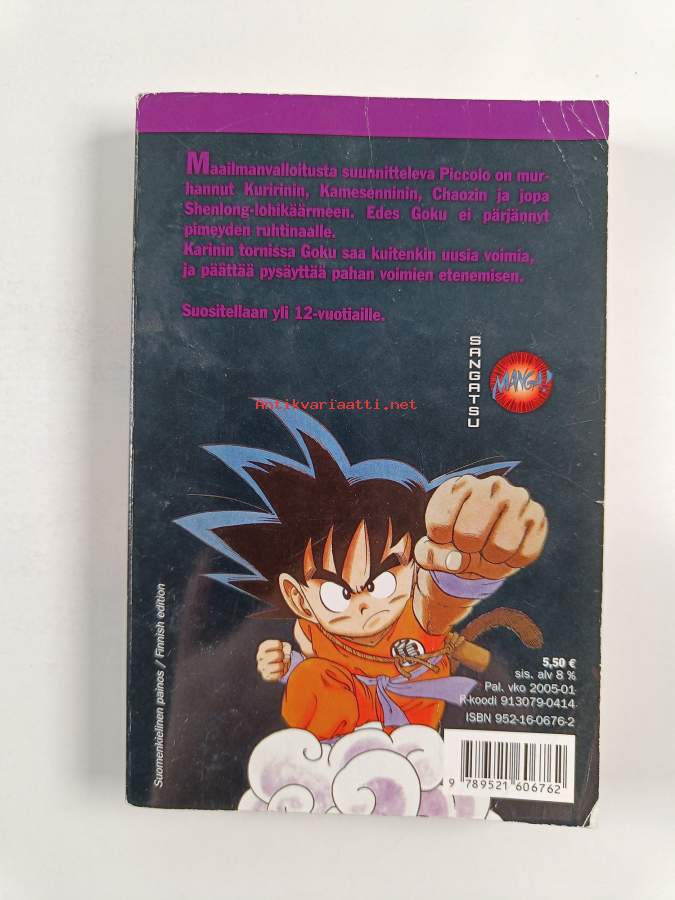 Maailmanvalloitusta suunnitteleva Piccolo on mur-
hannut Kuririnin, Kamesenninin, Chaozin ja jopa
Shenlong-lohikäärmeen. Edes Goku ei pärjännyt
pimeyden ruhtinaalle.
Karinin tornissa Goku saa kuitenkin uusia voimia,
ja päättää pysäyttää pahan voimien etenemisen.
Suositellaan yli 12-vuotiaille.
SANGATSU
MANGA!
Antikvariaatti.net
Suomenkielinen painos / Finnish edition
5,50 €
sis. alv 8 %
Pal. vko 2005-01
R-koodi 913079-0414
ISBN 952-16-0676-2
9 789521 606762